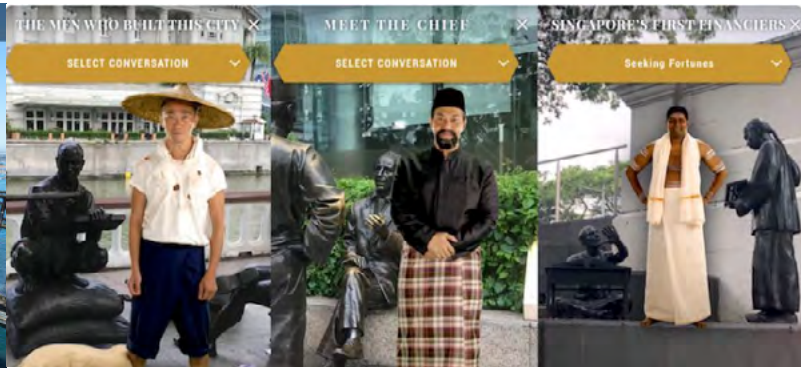 THE MEN WHO BUILT THIS CITY ×
SELECT CONVERSATION
MEET THE CHIEF ×
SELECT CONVERSATION
SINGAPORE'S FIRST FINANCIERS ×
Seeking Fortunes